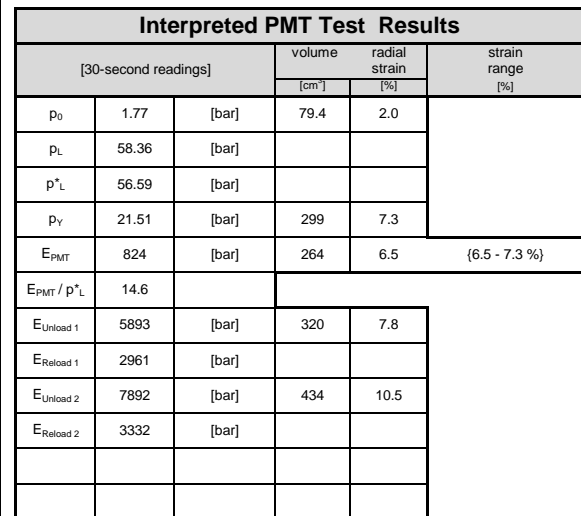 Interpreted PMT Test Results
[30-second readings] volume radial strain strain range
[cm³] [%] [%]
p₀ 1.77 [bar] 79.4 2.0
p_L 58.36 [bar]
p*_L 56.59 [bar]
p_Y 21.51 [bar] 299 7.3
E_PMT 824 [bar] 264 6.5 {6.5 - 7.3 %}
E_PMT / p*_L 14.6
E_Unload 1 5893 [bar] 320 7.8
E_Reload 1 2961 [bar]
E_Unload 2 7892 [bar] 434 10.5
E_Reload 2 3332 [bar]